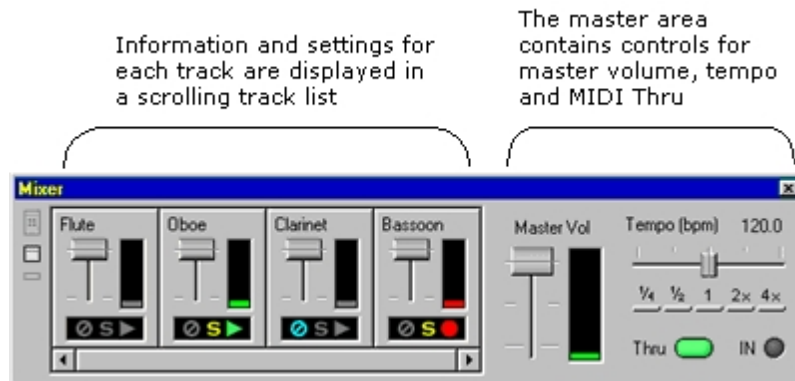 Information and settings for
each track are displayed in
a scrolling track list
The master area
contains controls for
master volume, tempo
and MIDI Thru
Mixer
Flute
Oboe
Clarinet
Bassoon
S
S
S
S
Master Vol
Tempo (bpm) 120.0
¼ ½ 1 2x 4x
Thru IN